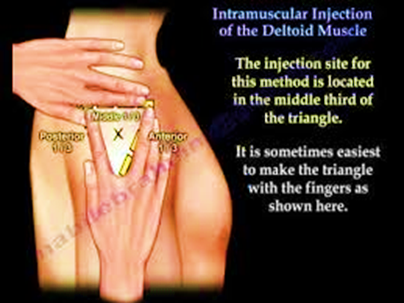 Intramuscular Injection
of the Deltoid Muscle
The injection site for
this method is located
in the middle third of
the triangle.
It is sometimes easiest
to make the triangle
with the fingers as
shown here.
Middle 1/3
X
Posterior
1/3
Anterior
1/3